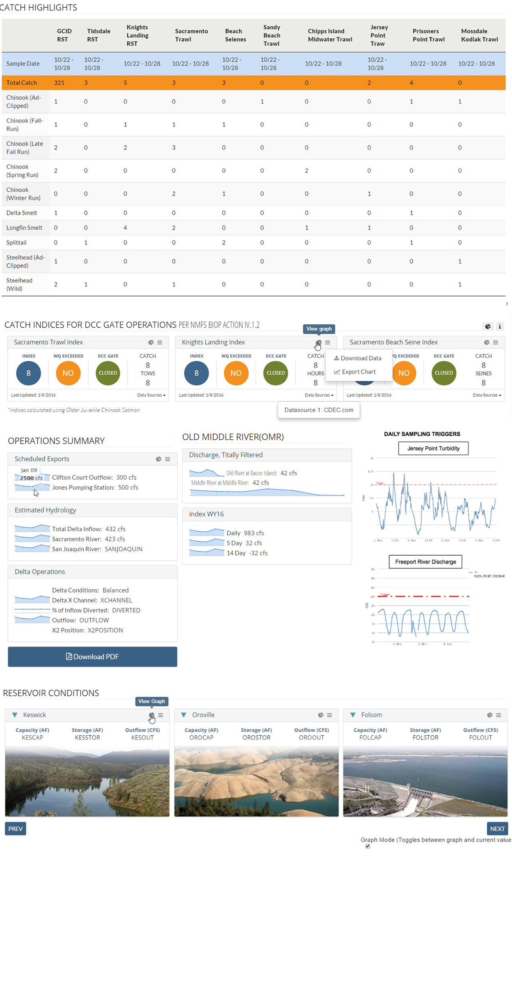 CATCH HIGHLIGHTS
GCID RST Tidsdale RST Knights Landing RST Sacramento Trawl Beach Seienes Sandy Beach Trawl Chipps Island Midwater Trawl Jersey Point Traw Prisoners Point Trawl Mossdale Kodiak Trawl
Sample Date 10/22 - 10/28 10/22 - 10/28 10/22 - 10/28 10/22 - 10/28 10/22 - 10/28 10/22 - 10/28 10/22 - 10/28 10/22 - 10/28 10/22 - 10/28 10/22 - 10/28
Total Catch 321 3 5 3 3 0 0 2 4 0
Chinook (Ad-Clipped) 1 0 0 0 0 1 0 0 1 1
Chinook (Fall-Run) 1 0 1 1 1 0 0 0 0 0
Chinook (Late Fall Run) 2 0 2 3 0 0 0 0 0 0
Chinook (Spring Run) 2 0 0 0 0 0 2 0 0 0
Chinook (Winter Run) 0 0 0 2 1 0 0 1 0 0
Delta Smelt 1 0 0 0 0 0 0 0 1 0
Longfin Smelt 0 0 4 2 0 0 1 1 0 0
Splittail 0 1 0 0 2 0 0 0 1 0
Steelhead (Ad-Clipped) 1 0 0 0 0 0 0 0 0 1
Steelhead (Wild) 2 1 0 1 0 0 0 0 0 1
CATCH INDICES FOR DCC GATE OPERATIONS PER NMFS BIOP ACTION IV.1.2
View graph
Sacramento Trawl Index
INDEX WQ EXCEEDED DCC GATE CATCH
8 NO CLOSED 8
TOWS
8
Last Updated: 1/8/2016 Data Sources
Knights Landing Index
INDEX WQ EXCEEDED DCC GATE CATCH
8 NO CLOSED 8
HOURS
8
Last Updated: 1/8/2016 Data Sources
Download Data
Export Chart
Datasource 1: CDEC.com
Sacramento Beach Seine Index
EXCEEDED DCC GATE CATCH
NO CLOSED 8
SEINES
8
Last Updated: 1/8/2016 Data Sources
*Indices calculated using Older Juvenile Chinook Salmon
OPERATIONS SUMMARY
Scheduled Exports
Jan 09 :
2500 cfs
Clifton Court Outflow: 300 cfs
Jones Pumping Station: 500 cfs
Estimated Hydrology
Total Delta Inflow: 432 cfs
Sacramento River: 423 cfs
San Joaquin River: SANJOAQUIN
Delta Operations
Delta Conditions: Balanced
Delta X Channel: XCHANNEL
% of Inflow Diverted: DIVERTED
Outflow: OUTFLOW
X2 Position: X2POSITION
Download PDF
OLD MIDDLE RIVER(OMR)
Discharge, Titally Filtered
Old River at Bacon Island: 42 cfs
Middle River at Middle River: 42 cfs
Index WY16
Daily 983 cfs
5 Day 32 cfs
14 Day -32 cfs
DAILY SAMPLING TRIGGERS
Jersey Point Turbidity
15
12.5
10 Trigger
7.5
FNU
5
1. Nov 11:00 1. Nov 11:00 2. Nov 11:00 3. Nov 11:00
Freeport River Discharge
FLOW, RIVER DISCHAR
Trigger
CFS
2. Nov 3. Nov 4. Nov
RESERVOIR CONDITIONS
View Graph
Keswick
Capacity (AF) Storage (AF) Outflow (CFS)
KESCAP KESSTOR KESOUT
Oroville
Capacity (AF) Storage (AF) Outflow (CFS)
OROCAP OROSTOR OROOUT
Folsom
Capacity (AF) Storage (AF) Outflow (CFS)
FOLCAP FOLSTOR FOLOUT
PREV NEXT
Graph Mode (Toggles between graph and current value